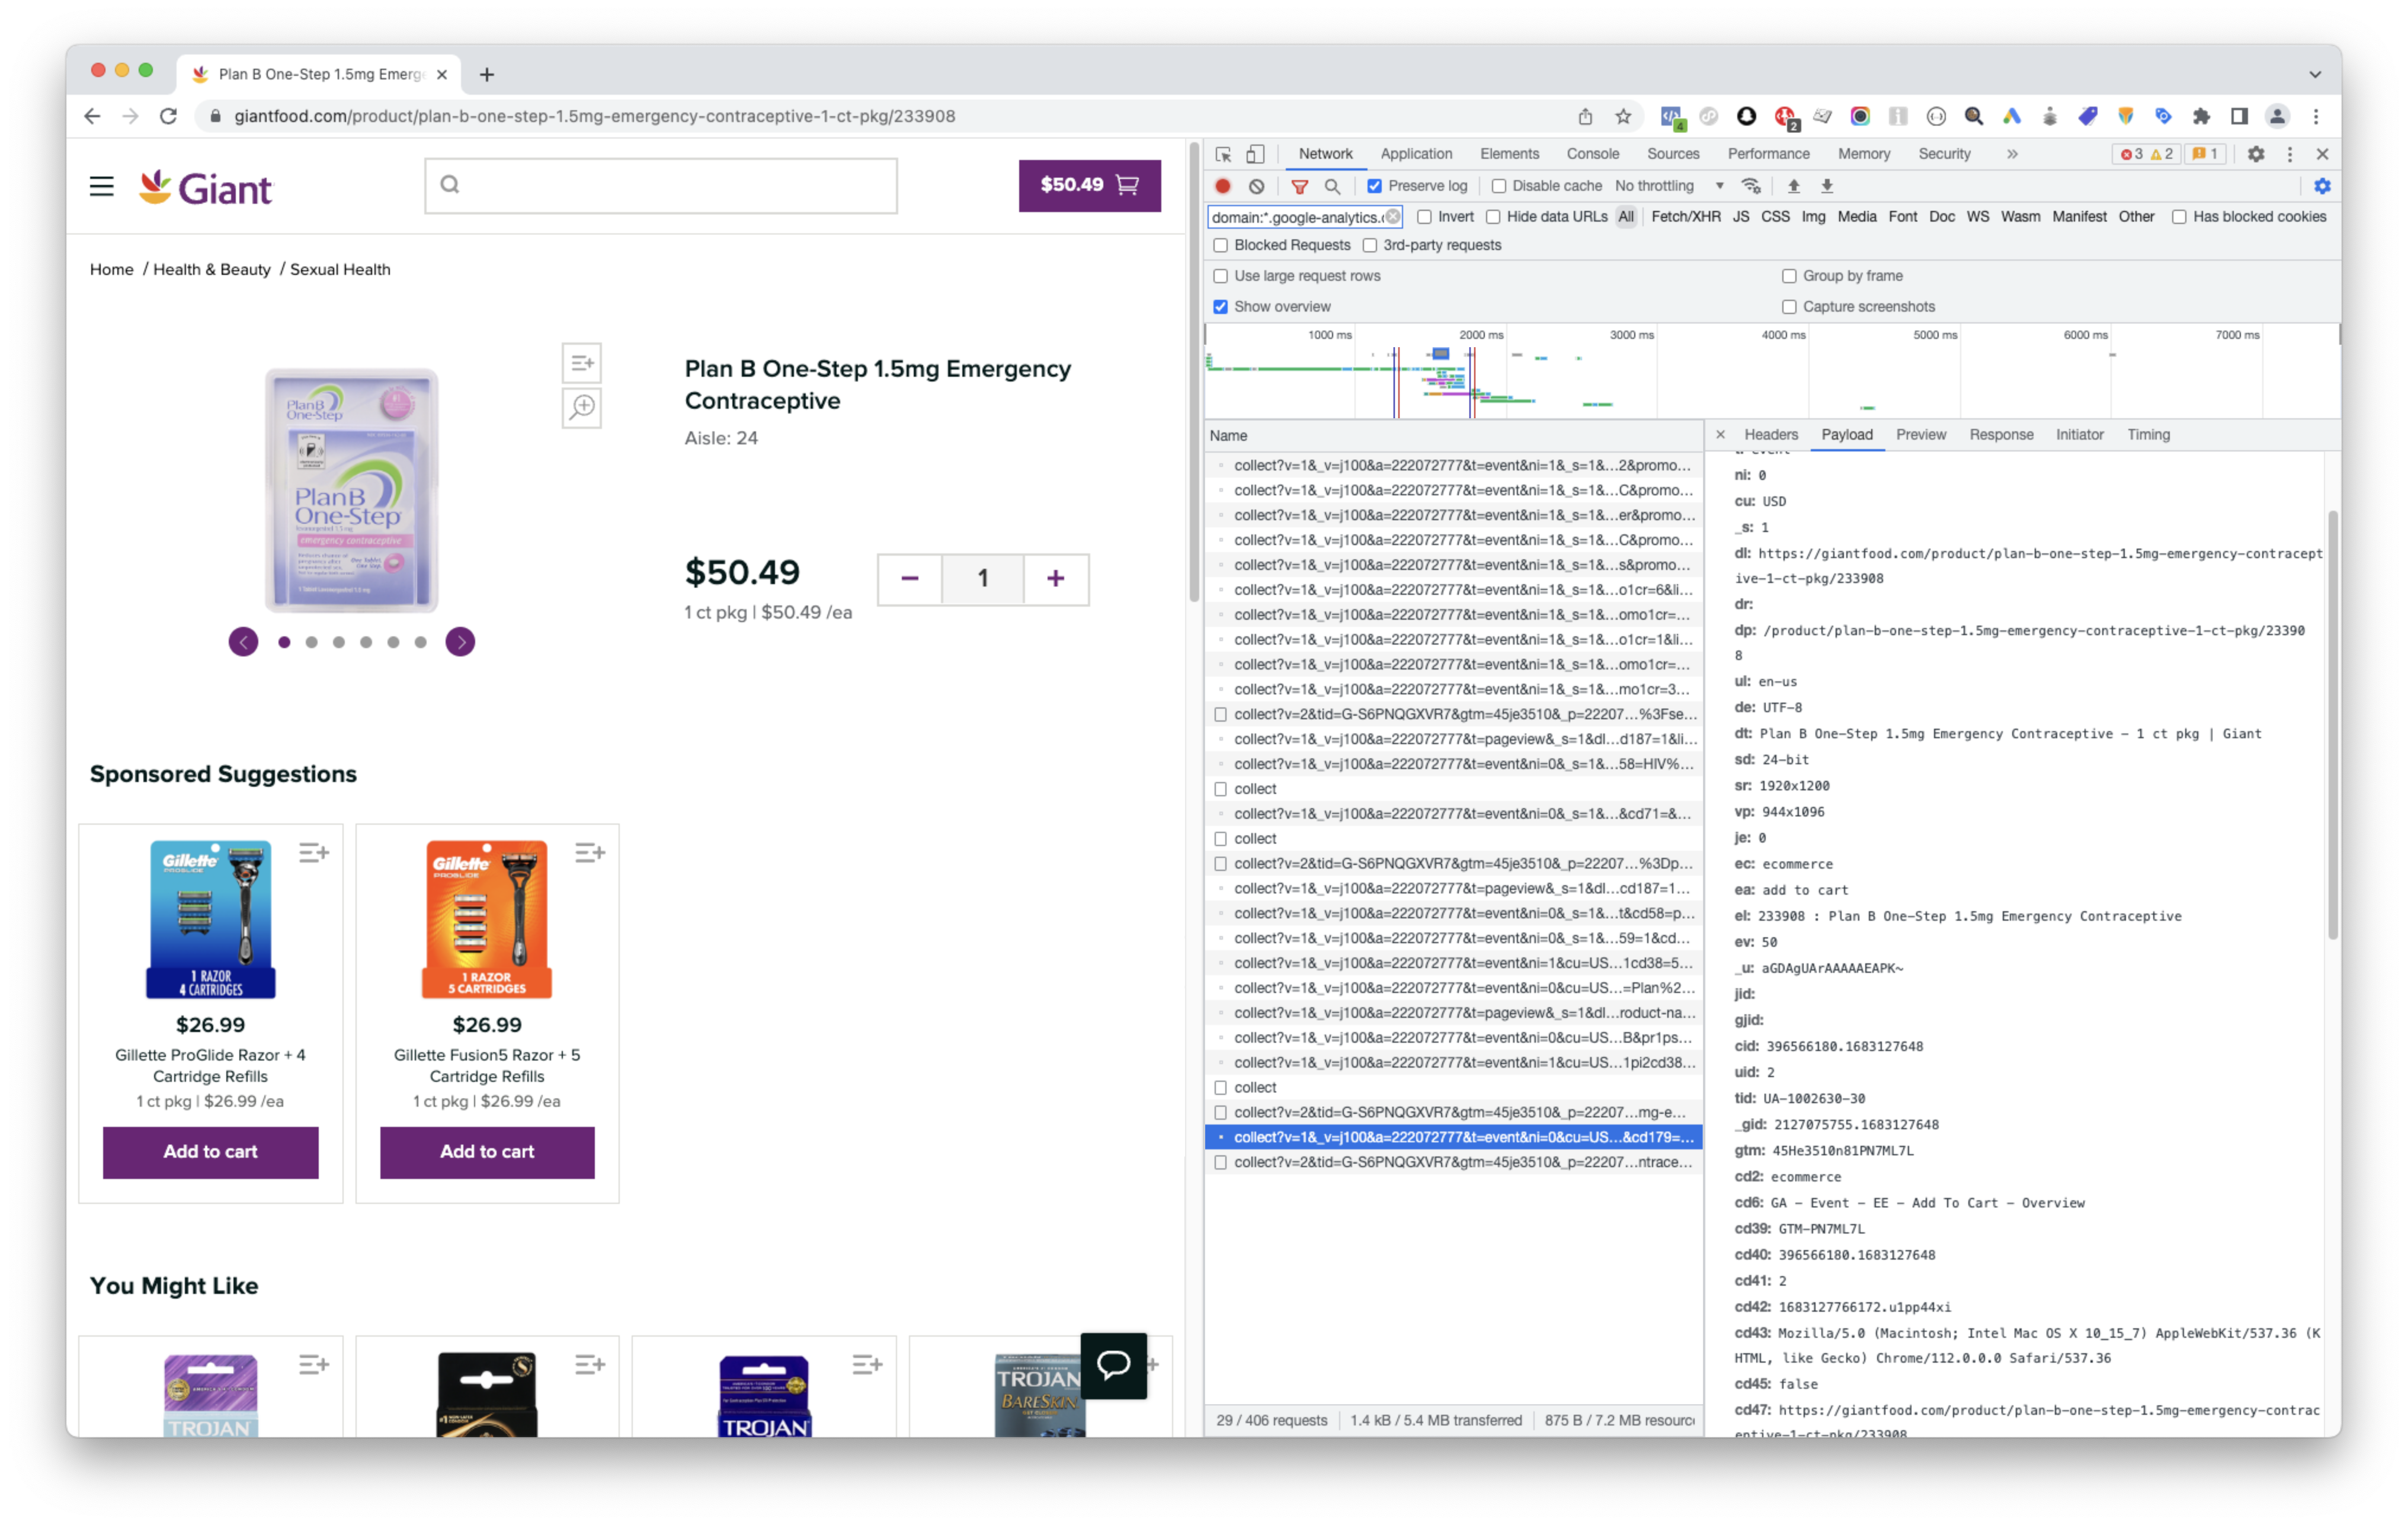 Plan B One-Step 1.5mg Emerg
giantfood.com/product/plan-b-one-step-1.5mg-emergency-contraceptive-1-ct-pkg/233908
4
2
Giant
$50.49
Home / Health & Beauty / Sexual Health
PlanB
One-Step
PlanB
One-Step
emergency contraceptive
Plan B One-Step 1.5mg Emergency
Contraceptive
Aisle: 24
$50.49
1 ct pkg | $50.49 /ea
− 1 +
Sponsored Suggestions
Gillette
PROGLIDE
1 RAZOR
4 CARTRIDGES
$26.99
Gillette ProGlide Razor + 4
Cartridge Refills
1 ct pkg | $26.99 /ea
Add to cart
Gillette
1 RAZOR
5 CARTRIDGES
$26.99
Gillette Fusion5 Razor + 5
Cartridge Refills
1 ct pkg | $26.99 /ea
Add to cart
You Might Like
TROJAN
TROJAN
TROJAN
BARESKIN
Network Application Elements Console Sources Performance Memory Security » 3 2 1
Preserve log Disable cache No throttling
domain:*.google-analytics.c Invert Hide data URLs All Fetch/XHR JS CSS Img Media Font Doc WS Wasm Manifest Other Has blocked cookies
Blocked Requests 3rd-party requests
Use large request rows Group by frame
Show overview Capture screenshots
1000 ms 2000 ms 3000 ms 4000 ms 5000 ms 6000 ms 7000 ms
Name
collect?v=1&_v=j100&a=222072777&t=event&ni=1&_s=1&…2&promo…
collect?v=1&_v=j100&a=222072777&t=event&ni=1&_s=1&…C&promo…
collect?v=1&_v=j100&a=222072777&t=event&ni=1&_s=1&…er&promo…
collect?v=1&_v=j100&a=222072777&t=event&ni=1&_s=1&…C&promo…
collect?v=1&_v=j100&a=222072777&t=event&ni=1&_s=1&…s&promo…
collect?v=1&_v=j100&a=222072777&t=event&ni=1&_s=1&…o1cr=6&li…
collect?v=1&_v=j100&a=222072777&t=event&ni=1&_s=1&…omo1cr=…
collect?v=1&_v=j100&a=222072777&t=event&ni=1&_s=1&…o1cr=1&li…
collect?v=1&_v=j100&a=222072777&t=event&ni=1&_s=1&…omo1cr=…
collect?v=1&_v=j100&a=222072777&t=event&ni=1&_s=1&…mo1cr=3…
collect?v=2&tid=G-S6PNQGXVR7&gtm=45je3510&_p=22207…%3Fse…
collect?v=1&_v=j100&a=222072777&t=pageview&_s=1&dl…d187=1&li…
collect?v=1&_v=j100&a=222072777&t=event&ni=0&_s=1&…58=HIV%…
collect
collect?v=1&_v=j100&a=222072777&t=event&ni=0&_s=1&…&cd71=&…
collect
collect?v=2&tid=G-S6PNQGXVR7&gtm=45je3510&_p=22207…%3Dp…
collect?v=1&_v=j100&a=222072777&t=pageview&_s=1&dl…cd187=1…
collect?v=1&_v=j100&a=222072777&t=event&ni=0&_s=1&…t&cd58=p…
collect?v=1&_v=j100&a=222072777&t=event&ni=0&_s=1&…59=1&cd…
collect?v=1&_v=j100&a=222072777&t=event&ni=1&cu=US…1cd38=5…
collect?v=1&_v=j100&a=222072777&t=event&ni=0&cu=US…=Plan%2…
collect?v=1&_v=j100&a=222072777&t=pageview&_s=1&dl…roduct-na…
collect?v=1&_v=j100&a=222072777&t=event&ni=0&cu=US…B&pr1ps…
collect?v=1&_v=j100&a=222072777&t=event&ni=1&cu=US…1pi2cd38…
collect
collect?v=2&tid=G-S6PNQGXVR7&gtm=45je3510&_p=22207…mg-e…
collect?v=1&_v=j100&a=222072777&t=event&ni=0&cu=US…&cd179=…
collect?v=2&tid=G-S6PNQGXVR7&gtm=45je3510&_p=22207…ntrace…
29 / 406 requests 1.4 kB / 5.4 MB transferred 875 B / 7.2 MB resourc
Headers Payload Preview Response Initiator Timing
ni: 0
cu: USD
_s: 1
dl: https://giantfood.com/product/plan-b-one-step-1.5mg-emergency-contracept
ive-1-ct-pkg/233908
dr:
dp: /product/plan-b-one-step-1.5mg-emergency-contraceptive-1-ct-pkg/23390
8
ul: en-us
de: UTF-8
dt: Plan B One-Step 1.5mg Emergency Contraceptive - 1 ct pkg | Giant
sd: 24-bit
sr: 1920x1200
vp: 944x1096
je: 0
ec: ecommerce
ea: add to cart
el: 233908 : Plan B One-Step 1.5mg Emergency Contraceptive
ev: 50
_u: aGDAgUArAAAAAEAPK~
jid:
gjid:
cid: 396566180.1683127648
uid: 2
tid: UA-1002630-30
_gid: 2127075755.1683127648
gtm: 45He3510n81PN7ML7L
cd2: ecommerce
cd6: GA - Event - EE - Add To Cart - Overview
cd39: GTM-PN7ML7L
cd40: 396566180.1683127648
cd41: 2
cd42: 1683127766172.u1pp44xi
cd43: Mozilla/5.0 (Macintosh; Intel Mac OS X 10_15_7) AppleWebKit/537.36 (K
HTML, like Gecko) Chrome/112.0.0.0 Safari/537.36
cd45: false
cd47: https://giantfood.com/product/plan-b-one-step-1.5mg-emergency-contrac
eptive-1-ct-pkg/233908